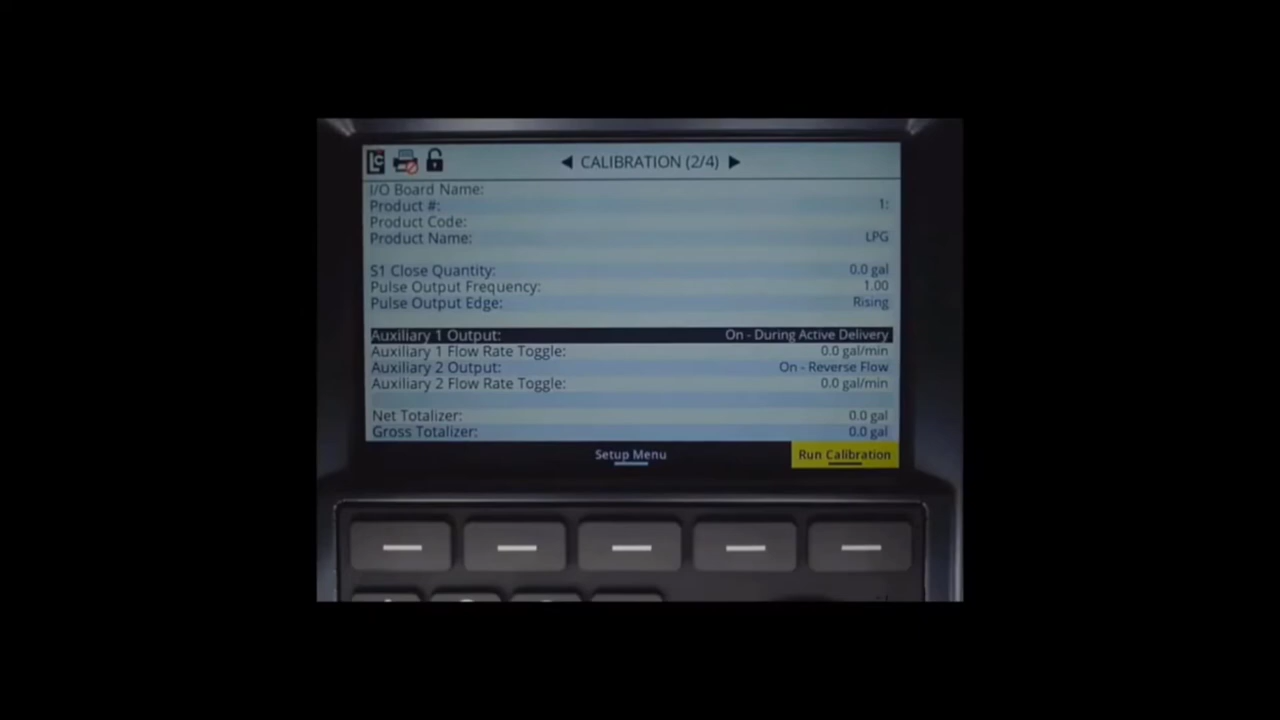 LC
◀ CALIBRATION (2/4) ▶
I/O Board Name:
Product #: 1:
Product Code:
Product Name: LPG
S1 Close Quantity: 0.0 gal
Pulse Output Frequency: 1.00
Pulse Output Edge: Rising
Auxiliary 1 Output: On - During Active Delivery
Auxiliary 1 Flow Rate Toggle: 0.0 gal/min
Auxiliary 2 Output: On - Reverse Flow
Auxiliary 2 Flow Rate Toggle: 0.0 gal/min
Net Totalizer: 0.0 gal
Gross Totalizer: 0.0 gal
Setup Menu Run Calibration